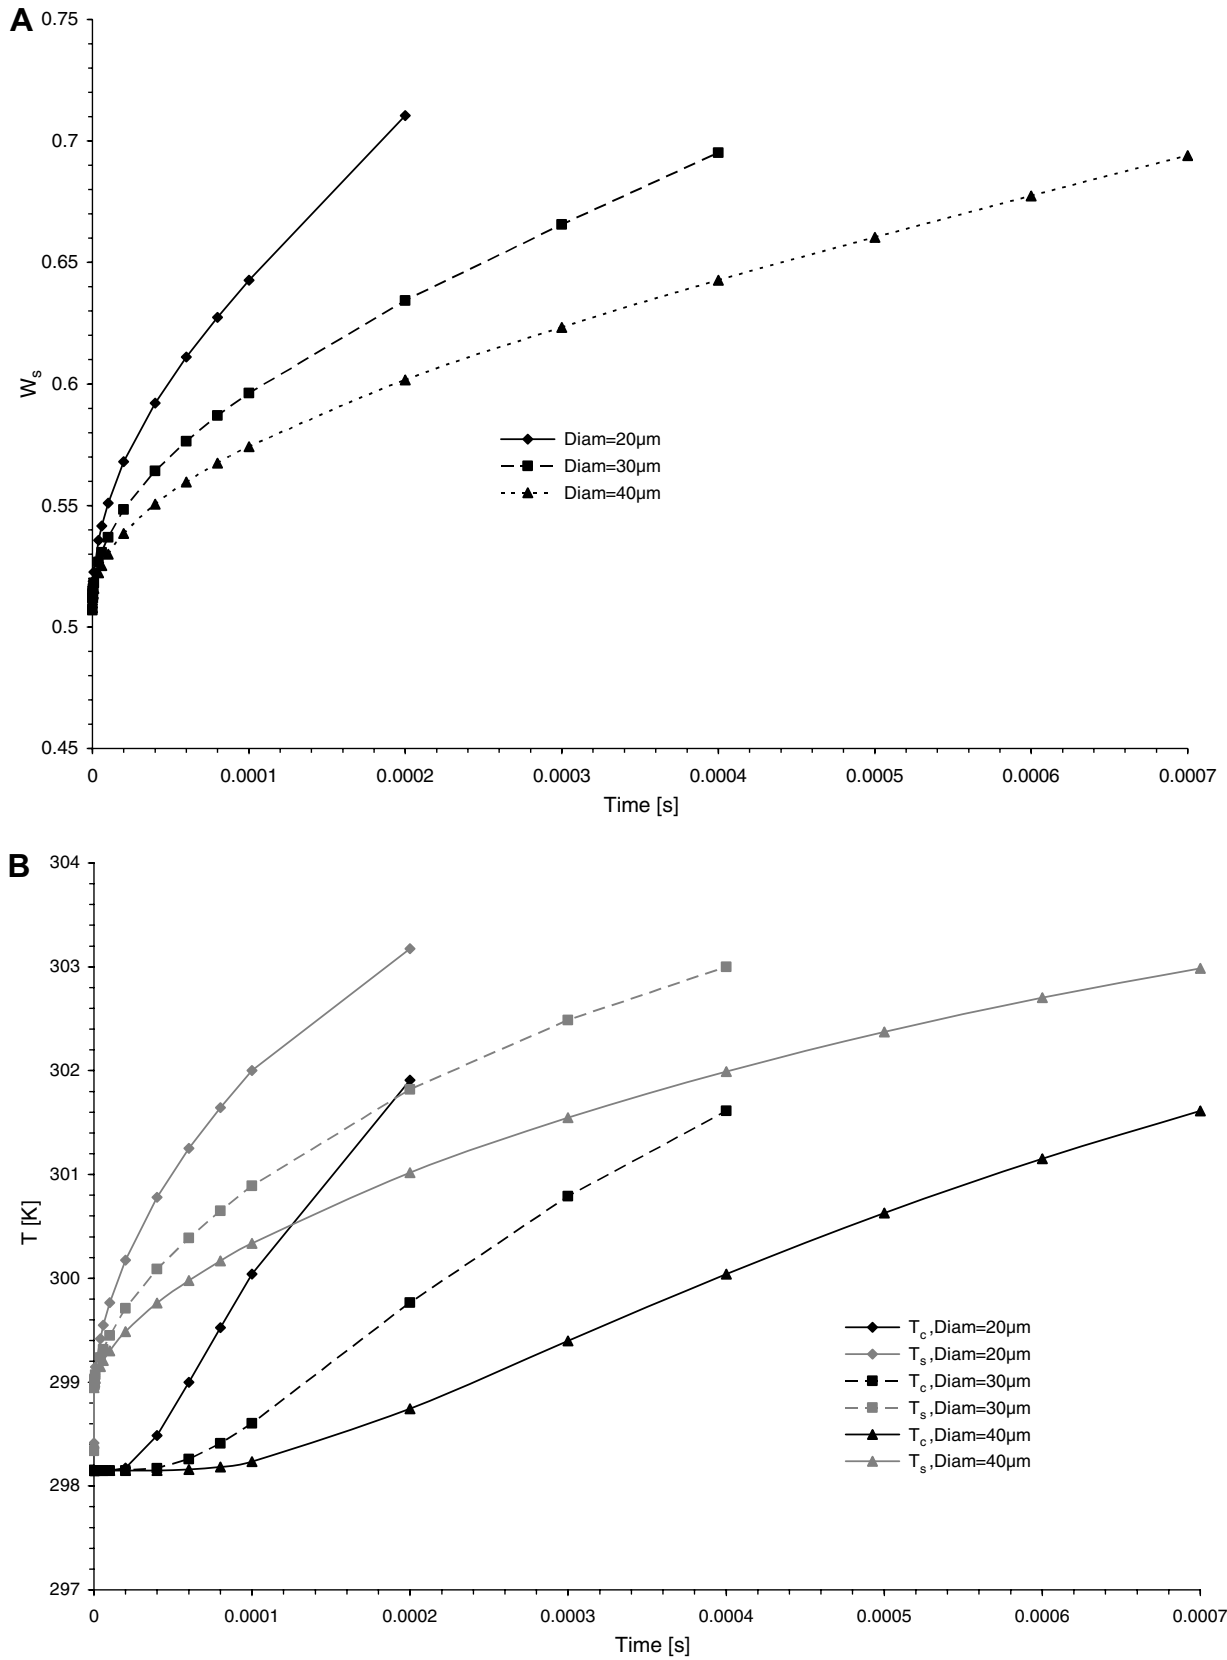 A
0.75
0.7
0.65
0.6
0.55
0.5
0.45
Ws
Diam=20µm
Diam=30µm
Diam=40µm
0 0.0001 0.0002 0.0003 0.0004 0.0005 0.0006 0.0007
Time [s]
B
304
303
302
301
300
299
298
297
T [K]
Tc,Diam=20µm
Ts,Diam=20µm
Tc,Diam=30µm
Ts,Diam=30µm
Tc,Diam=40µm
Ts,Diam=40µm
0 0.0001 0.0002 0.0003 0.0004 0.0005 0.0006 0.0007
Time [s]